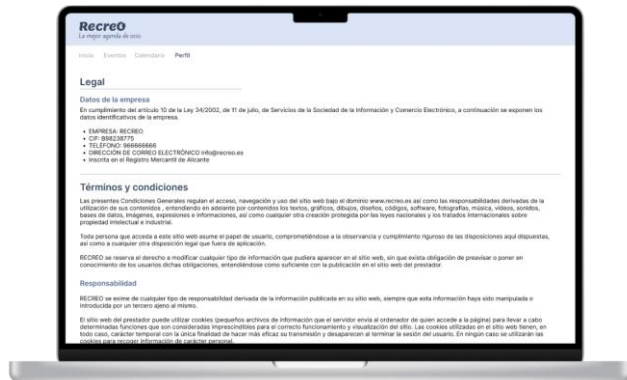 RecreO
La mejor agenda de ocio
Inicio Eventos Calendario Perfil
Legal
Datos de la empresa
En cumplimiento del artículo 10 de la Ley 34/2002, de 11 de julio, de Servicios de la Sociedad de la Información y Comercio Electrónico, a continuación se exponen los
datos identificativos de la empresa.
• EMPRESA: RECREO
• CIF: B98238775
• TELÉFONO: 966666666
• DIRECCIÓN DE CORREO ELECTRÓNICO info@recreo.es
• Inscrita en el Registro Mercantil de Alicante
Términos y condiciones
Las presentes Condiciones Generales regulan el acceso, navegación y uso del sitio web bajo el dominio www.recreo.es así como las responsabilidades derivadas de la
utilización de sus contenidos , entendiendo en adelante por contenidos los textos, gráficos, dibujos, diseños, códigos, software, fotografías, música, vídeos, sonidos,
bases de datos, imágenes, expresiones e informaciones, así como cualquier otra creación protegida por las leyes nacionales y los tratados internacionales sobre
propiedad intelectual e industrial.
Toda persona que acceda a este sitio web asume el papel de usuario, comprometiéndose a la observancia y cumplimiento riguroso de las disposiciones aquí dispuestas,
así como a cualquier otra disposición legal que fuera de aplicación.
RECREO se reserva el derecho a modificar cualquier tipo de información que pudiera aparecer en el sitio web, sin que exista obligación de preavisar o poner en
conocimiento de los usuarios dichas obligaciones, entendiéndose como suficiente con la publicación en el sitio web del prestador.
Responsabilidad
RECREO se exime de cualquier tipo de responsabilidad derivada de la información publicada en su sitio web, siempre que esta información haya sido manipulada o
introducida por un tercero ajeno al mismo.
El sitio web del prestador puede utilizar cookies (pequeños archivos de información que el servidor envía al ordenador de quien accede a la página) para llevar a cabo
determinadas funciones que son consideradas imprescindibles para el correcto funcionamiento y visualización del sitio. Las cookies utilizadas en el sitio web tienen, en
todo caso, carácter temporal con la única finalidad de hacer más eficaz su transmisión y desaparecen al terminar la sesión del usuario. En ningún caso se utilizarán las
cookies para recoger información de carácter personal.